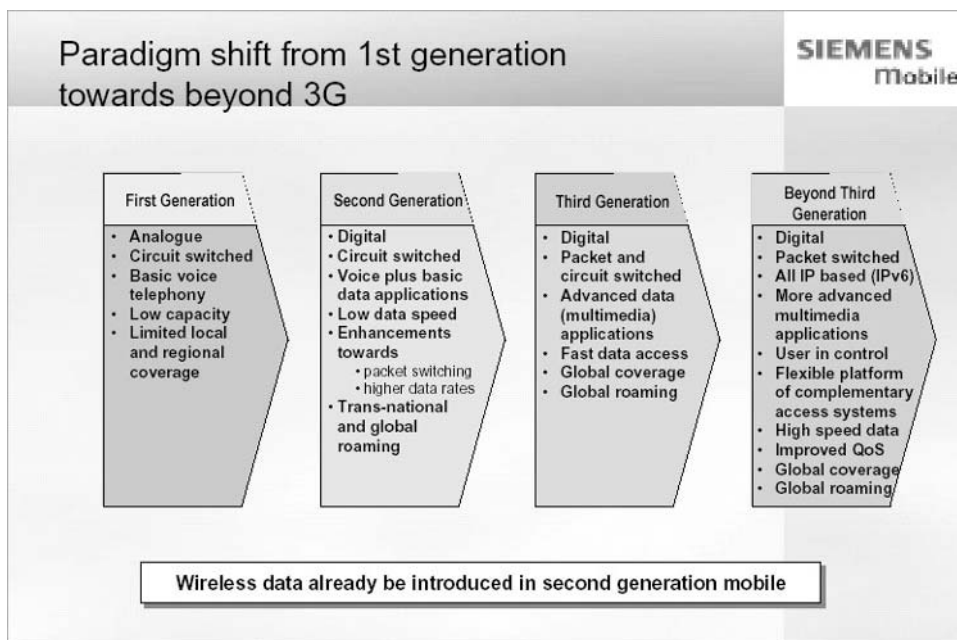 Paradigm shift from 1st generation
towards beyond 3G
SIEMENS
mobile
First Generation
• Analogue
• Circuit switched
• Basic voice
telephony
• Low capacity
• Limited local
and regional
coverage
Second Generation
• Digital
• Circuit switched
• Voice plus basic
data applications
• Low data speed
• Enhancements
towards
• packet switching
• higher data rates
• Trans-national
and global
roaming
Third Generation
• Digital
• Packet and
circuit switched
• Advanced data
(multimedia)
applications
• Fast data access
• Global coverage
• Global roaming
Beyond Third
Generation
• Digital
• Packet switched
• All IP based (IPv6)
• More advanced
multimedia
applications
• User in control
• Flexible platform
of complementary
access systems
• High speed data
• Improved QoS
• Global coverage
• Global roaming
Wireless data already be introduced in second generation mobile